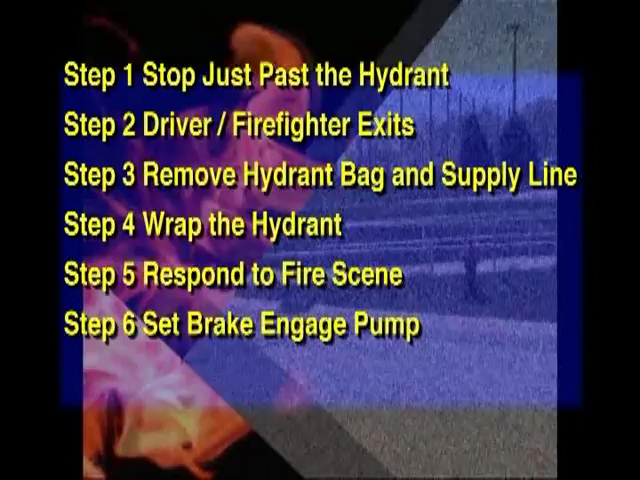 Step 1 Stop Just Past the Hydrant
Step 2 Driver / Firefighter Exits
Step 3 Remove Hydrant Bag and Supply Line
Step 4 Wrap the Hydrant
Step 5 Respond to Fire Scene
Step 6 Set Brake Engage Pump